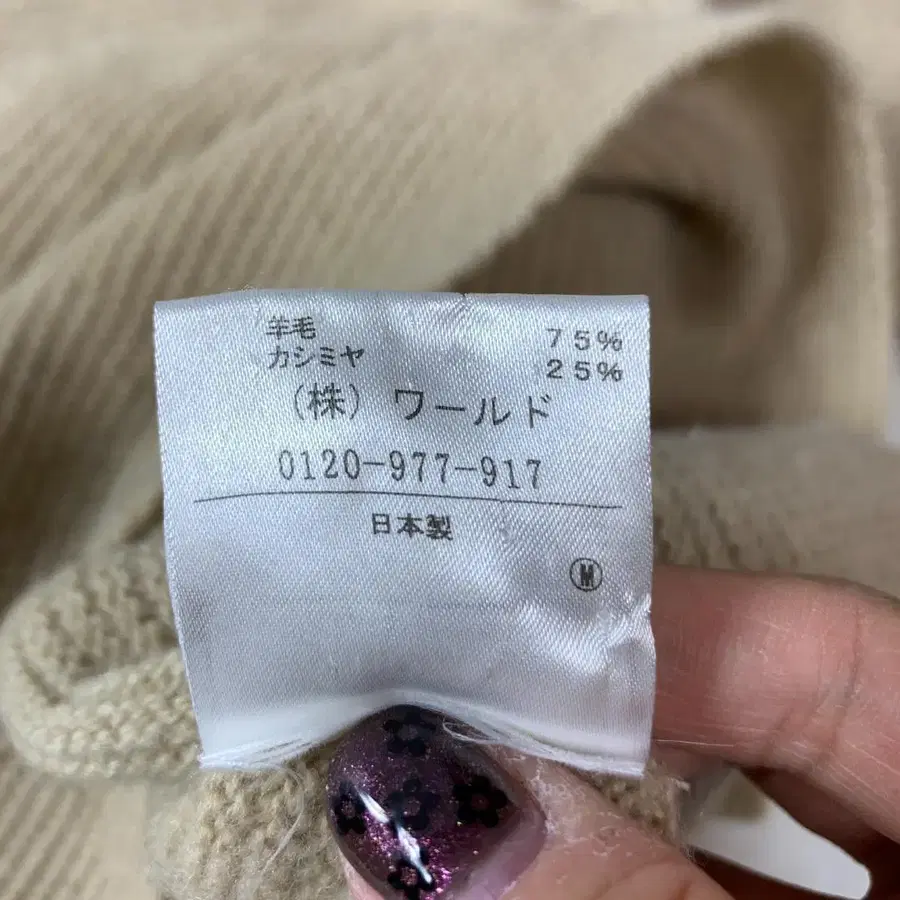 羊毛 75%
カシミヤ 25%
(株) ワールド
0120-977-917
日本製
M